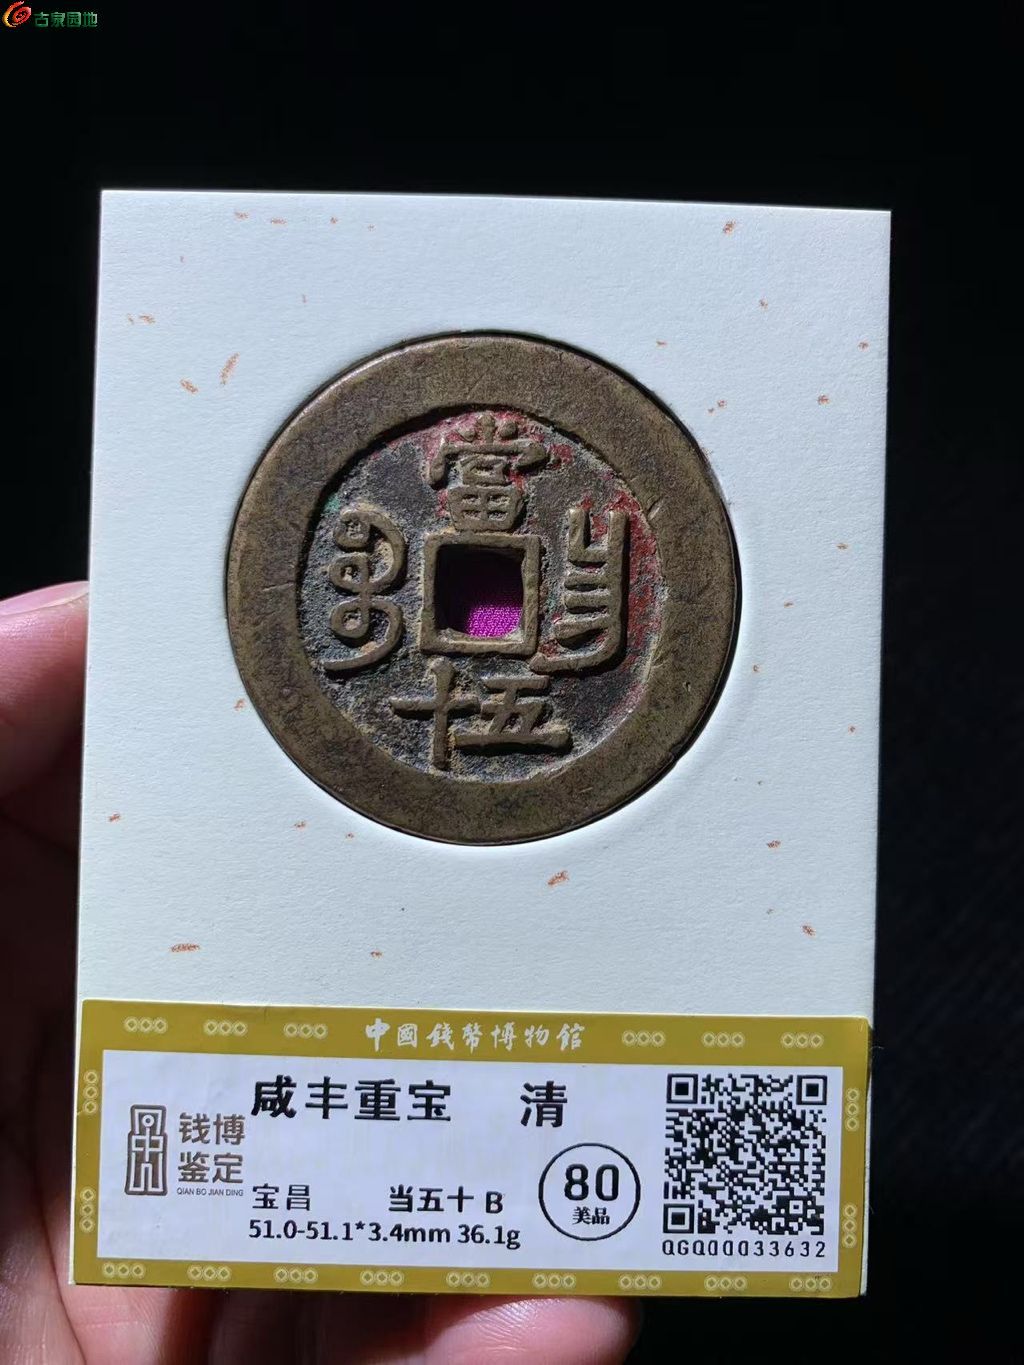 古泉园地
當
五十
中國錢幣博物館
咸丰重宝 清
钱博
鉴定
QIAN BO JIAN DING
宝昌 当五十 B
51.0-51.1*3.4mm 36.1g
80
美品
QGQ00033632